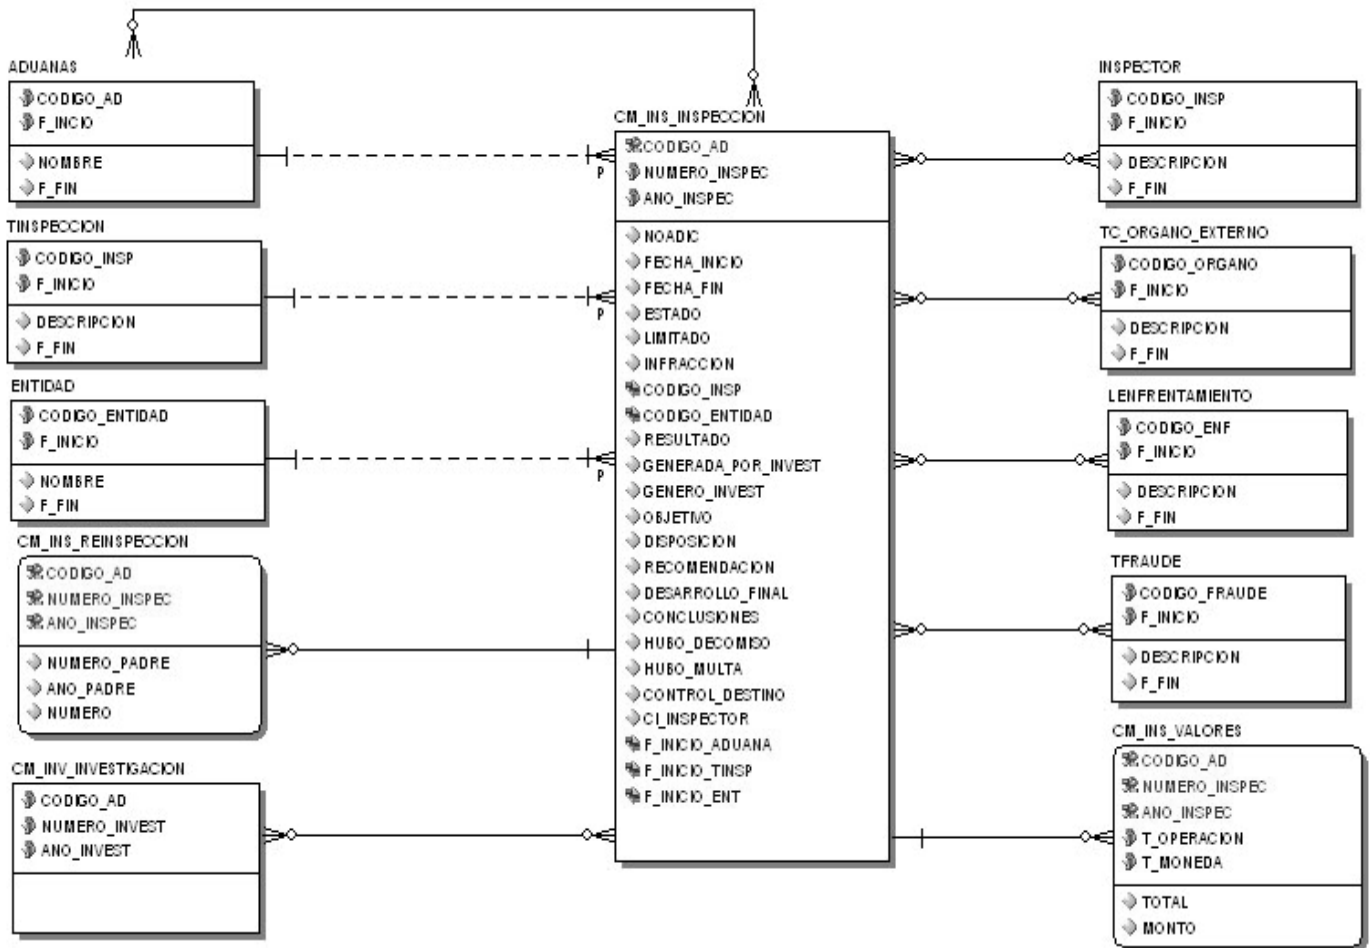 ADUANAS
CODIGO_AD
F_INCIO
NOMBRE
F_FIN
TINSPECCION
CODIGO_INSP
F_INICIO
DESCRIPCION
F_FIN
ENTIDAD
CODIGO_ENTIDAD
F_INICIO
NOMBRE
F_FIN
CM_INS_REINSPECCION
CODIGO_AD
NUMERO_INSPEC
ANO_INSPEC
NUMERO_PADRE
ANO_PADRE
NUMERO
CM_INV_INVESTIGACION
CODIGO_AD
NUMERO_INVEST
ANO_INVEST
P
P
P
CM_INS_INSPECCION
CODIGO_AD
NUMERO_INSPEC
ANO_INSPEC
NOADIC
FECHA_INICIO
FECHA_FIN
ESTADO
LIMITADO
INFRACCION
CODIGO_INSP
CODIGO_ENTIDAD
RESULTADO
GENERADA_POR_INVEST
GENERO_INVEST
OBJETIVO
DISPOSICION
RECOMENDACION
DESARROLLO_FINAL
CONCLUSIONES
HUBO_DECOMISO
HUBO_MULTA
CONTROL_DESTINO
CI_INSPECTOR
F_INICIO_ADUANA
F_INICIO_TINSP
F_INICIO_ENT
INSPECTOR
CODIGO_INSP
F_INICIO
DESCRIPCION
F_FIN
TC_ORGANO_EXTERNO
CODIGO_ORGANO
F_INICIO
DESCRIPCION
F_FIN
LENFRENTAMIENTO
CODIGO_ENF
F_INICIO
DESCRIPCION
F_FIN
TFRAUDE
CODIGO_FRAUDE
F_INICIO
DESCRIPCION
F_FIN
CM_INS_VALORES
CODIGO_AD
NUMERO_INSPEC
ANO_INSPEC
T_OPERACION
T_MONEDA
TOTAL
MONTO